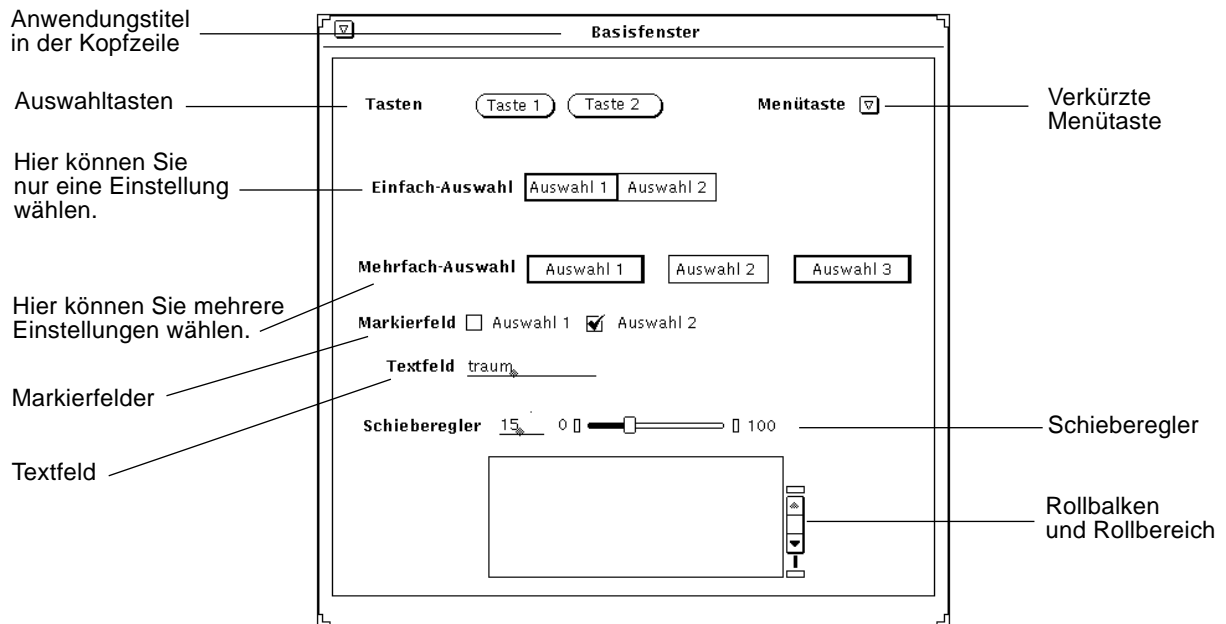 Anwendungstitel
in der Kopfzeile
Basisfenster
Auswahltasten
Tasten Taste 1 Taste 2 Menütaste
Verkürzte
Menütaste
Hier können Sie
nur eine Einstellung
wählen.
Einfach-Auswahl Auswahl 1 Auswahl 2
Mehrfach-Auswahl Auswahl 1 Auswahl 2 Auswahl 3
Hier können Sie mehrere
Einstellungen wählen.
Markierfeld Auswahl 1 Auswahl 2
Textfeld traum
Markierfelder
Schieberegler 15 0 100
Schieberegler
Textfeld
Rollbalken
und Rollbereich